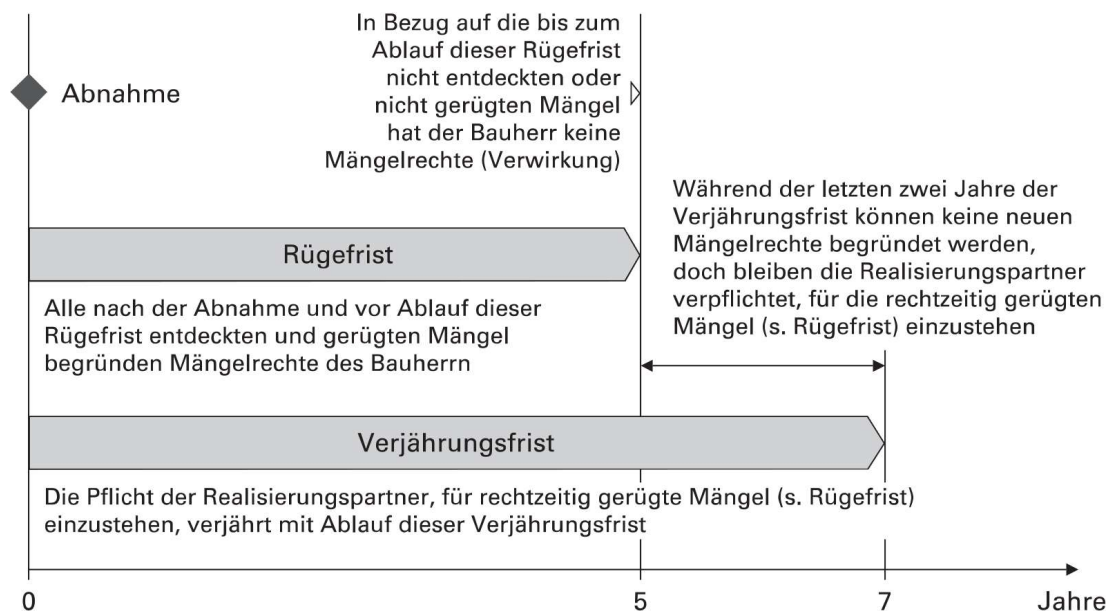 In Bezug auf die bis zum
Ablauf dieser Rügefrist
nicht entdeckten oder
nicht gerügten Mängel
hat der Bauherr keine
Mängelrechte (Verwirkung)
Abnahme
Während der letzten zwei Jahre der
Verjährungsfrist können keine neuen
Mängelrechte begründet werden,
doch bleiben die Realisierungspartner
verpflichtet, für die rechtzeitig gerügten
Mängel (s. Rügefrist) einzustehen
Rügefrist
Alle nach der Abnahme und vor Ablauf dieser
Rügefrist entdeckten und gerügten Mängel
begründen Mängelrechte des Bauherrn
Verjährungsfrist
Die Pflicht der Realisierungspartner, für rechtzeitig gerügte Mängel (s. Rügefrist)
einzustehen, verjährt mit Ablauf dieser Verjährungsfrist
0 5 7 Jahre